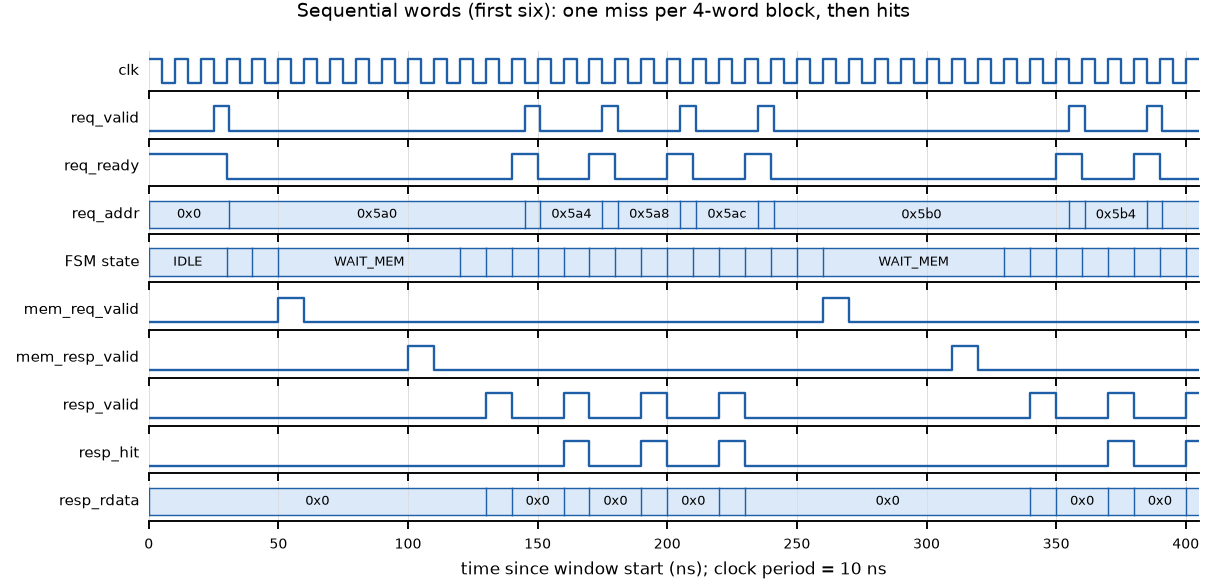 Sequential words (first six): one miss per 4-word block, then hits
clk
req_valid
req_ready
req_addr 0x0 0x5a0 0x5a4 0x5a8 0x5ac 0x5b0 0x5b4
FSM state IDLE WAIT_MEM WAIT_MEM
mem_req_valid
mem_resp_valid
resp_valid
resp_hit
resp_rdata 0x0 0x0 0x0 0x0 0x0 0x0 0x0
0 50 100 150 200 250 300 350 400
time since window start (ns); clock period = 10 ns